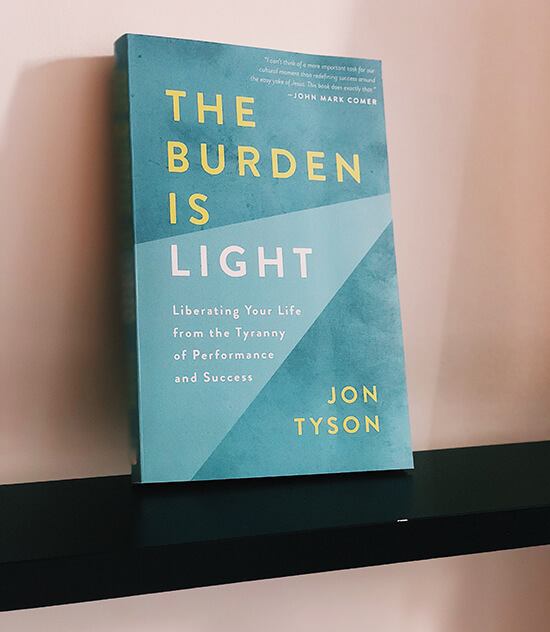 "I can't think of a more important task for our
cultural moment than redefining success around
the easy yoke of Jesus. This book does exactly that."
—JOHN MARK COMER
THE
BURDEN
IS
LIGHT
Liberating Your Life
from the Tyranny
of Performance
and Success
JON
TYSON